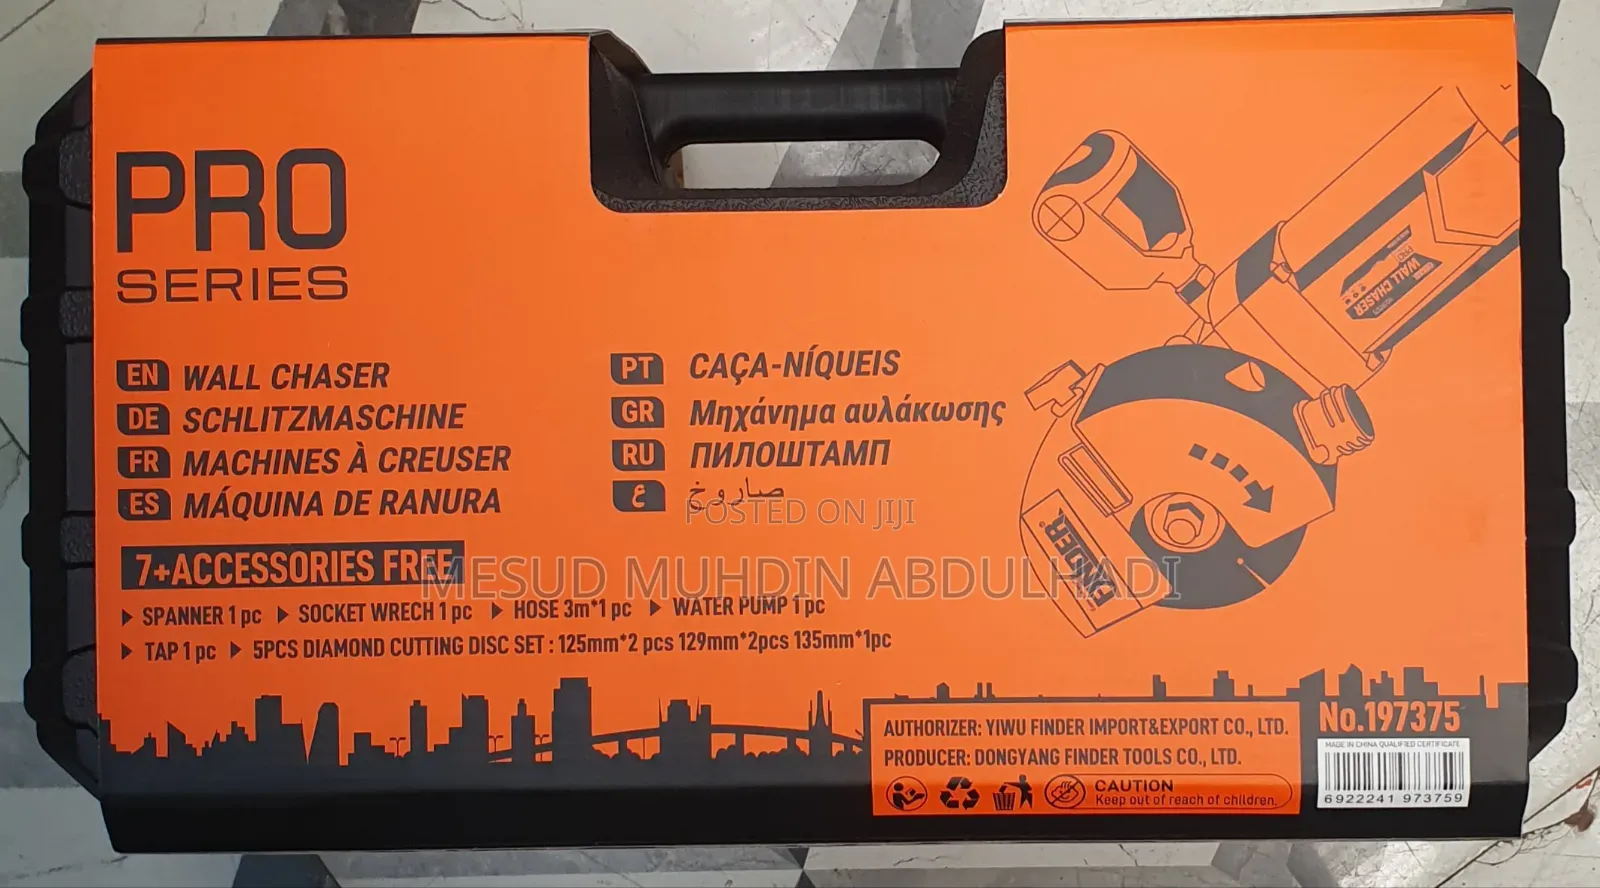 PRO
SERIES
EN WALL CHASER
DE SCHLITZMASCHINE
FR MACHINES À CREUSER
ES MÁQUINA DE RANURA
PT CAÇA-NÍQUEIS
GR Μηχάνημα αυλάκωσης
RU ПИЛОШТАМП
ع صاروخ
POSTED ON JIJI
MESUD MUHDIN ABDULHADI
7+ACCESSORIES FREE
SPANNER 1 pc SOCKET WRECH 1 pc HOSE 3m*1 pc WATER PUMP 1 pc
TAP 1 pc 5PCS DIAMOND CUTTING DISC SET : 125mm*2 pcs 129mm*2pcs 135mm*1pc
WALL CHASER
FINDER®
AUTHORIZER: YIWU FINDER IMPORT&EXPORT CO., LTD.
PRODUCER: DONGYANG FINDER TOOLS CO., LTD.
CAUTION
Keep out of reach of children.
No.197375
MADE IN CHINA QUALIFIED CERTIFICATE
6922241 973759